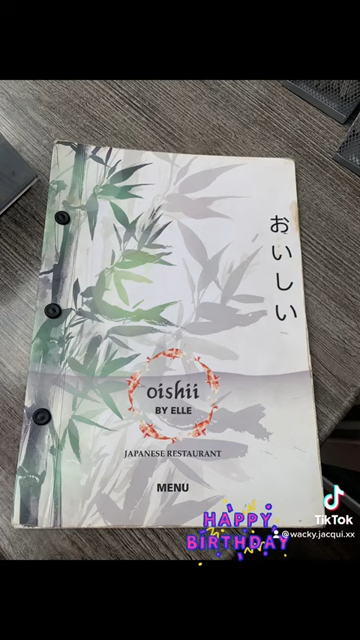 おいしい
oishii
BY ELLE
JAPANESE RESTAURANT
MENU
HAPPY
BIRTHDAY
TikTok
@wacky.jacqui.xx